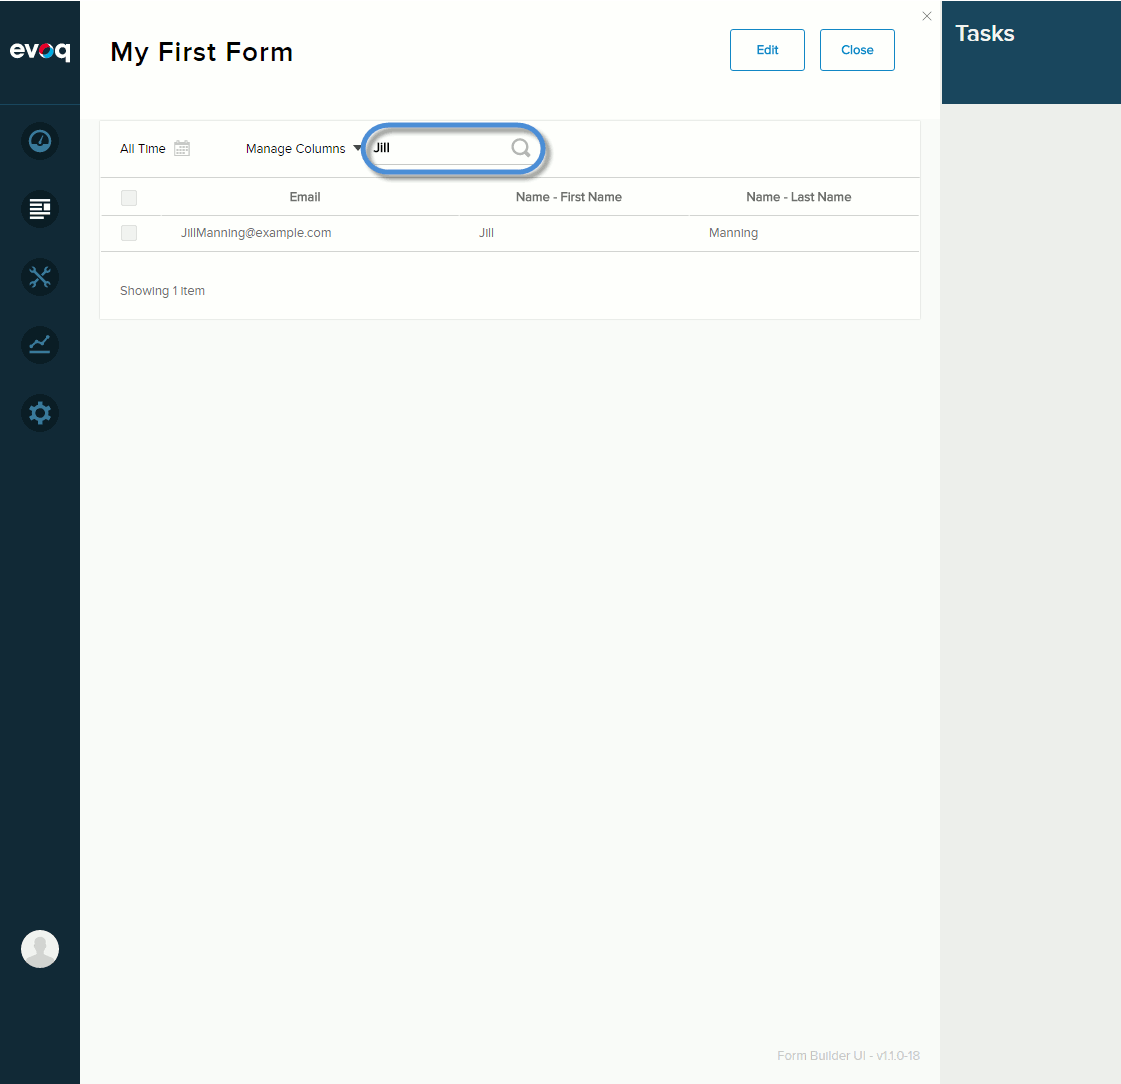 evoq
My First Form
Edit
Close
Tasks
All Time
Manage Columns
Jill
Email
Name - First Name
Name - Last Name
JillManning@example.com
Jill
Manning
Showing 1 item
Form Builder UI - v1.1.0-18